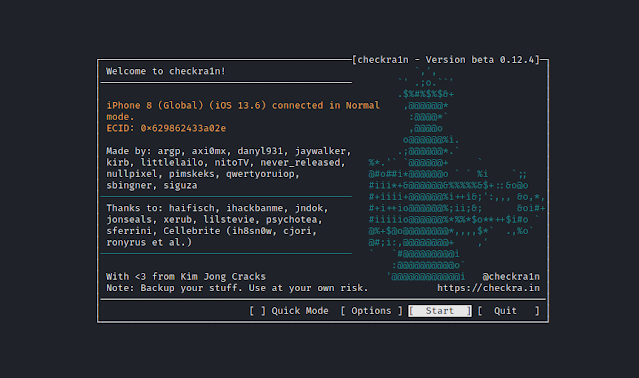 [checkra1n - Version beta 0.12.4]
Welcome to checkra1n!
iPhone 8 (Global) (iOS 13.6) connected in Normal
mode.
ECID: 0×629862433a02e
Made by: argp, axi0mx, danyl931, jaywalker,
kirb, littlelailo, nitoTV, never_released,
nullpixel, pimskeks, qwertyoruiop,
sbingner, siguza
Thanks to: haifisch, ihackbanme, jndok,
jonseals, xerub, lilstevie, psychotea,
sferrini, Cellebrite (ih8sn0w, cjori,
ronyrus et al.)
With <3 from Kim Jong Cracks
@checkra1n
Note: Backup your stuff. Use at your own risk.
https://checkra.in
[ ] Quick Mode [ Options ] [ Start ] [ Quit ]